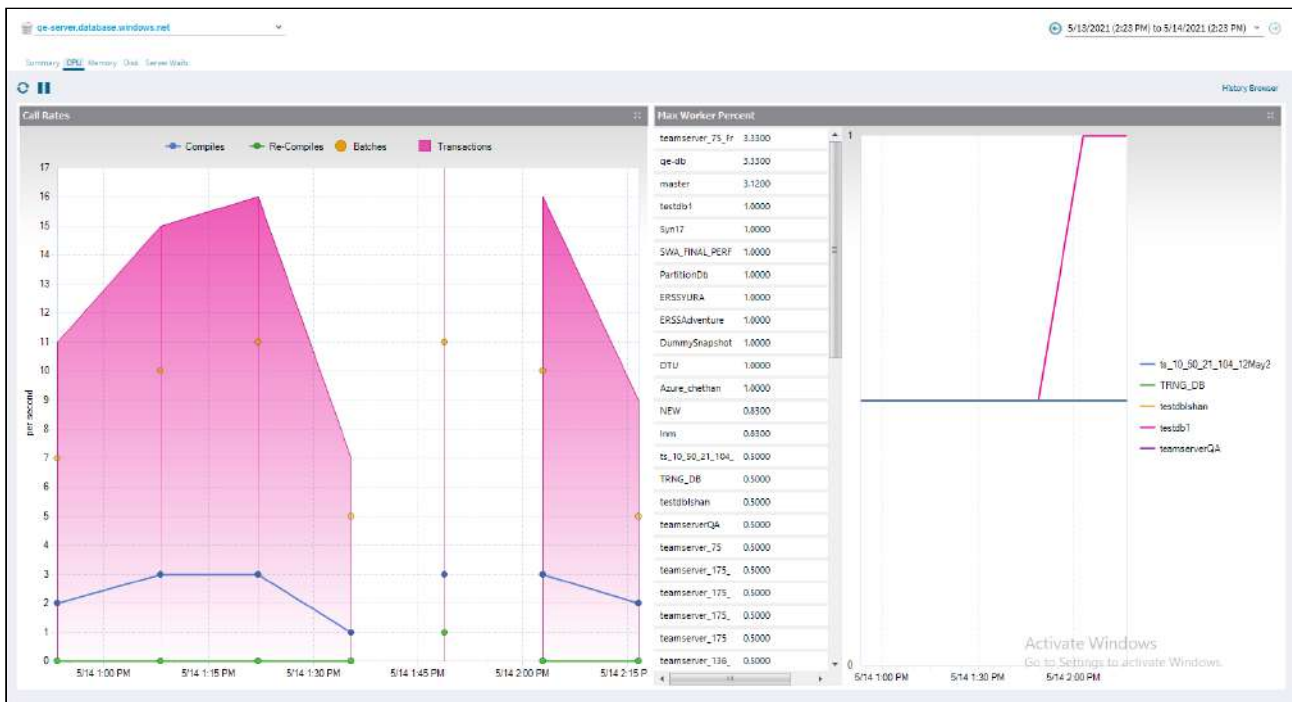 qe-server.database.windows.net
5/13/2021 (2:23 PM) to 5/14/2021 (2:23 PM)
Summary CPU Memory Disk Server Waits
History Browser
Call Rates
Compiles Re-Compiles Batches Transactions
17
16
15
14
13
12
11
10
9
8
7
6
5
4
3
2
1
0
per second
5/14 1:00 PM 5/14 1:15 PM 5/14 1:30 PM 5/14 1:45 PM 5/14 2:00 PM 5/14 2:15 P
Max Worker Percent
teamserver_75_Fr 3.3300
qe-db 3.3300
master 3.1200
testdb1 1.0000
Syn17 1.0000
SWA_FINAL_PERF 1.0000
PartitionDb 1.0000
ERSSYURA 1.0000
ERSSAdventure 1.0000
DummySnapshot 1.0000
DTU 1.0000
Azure_chethan 1.0000
NEW 0.8300
0.8300
ts_10_50_21_104_ 0.5000
TRNG_DB 0.5000
testdblshan 0.5000
teamserverQA 0.5000
teamserver_75 0.5000
teamserver_175_ 0.5000
teamserver_175_ 0.5000
teamserver_175_ 0.5000
teamserver_175 0.5000
teamserver_136_ 0.5000
1
0
5/14 1:00 PM 5/14 1:30 PM 5/14 2:00 PM
ts_10_50_21_104_12May2
TRNG_DB
testdblshan
testdb1
teamserverQA
Activate Windows
Go to Settings to activate Windows.